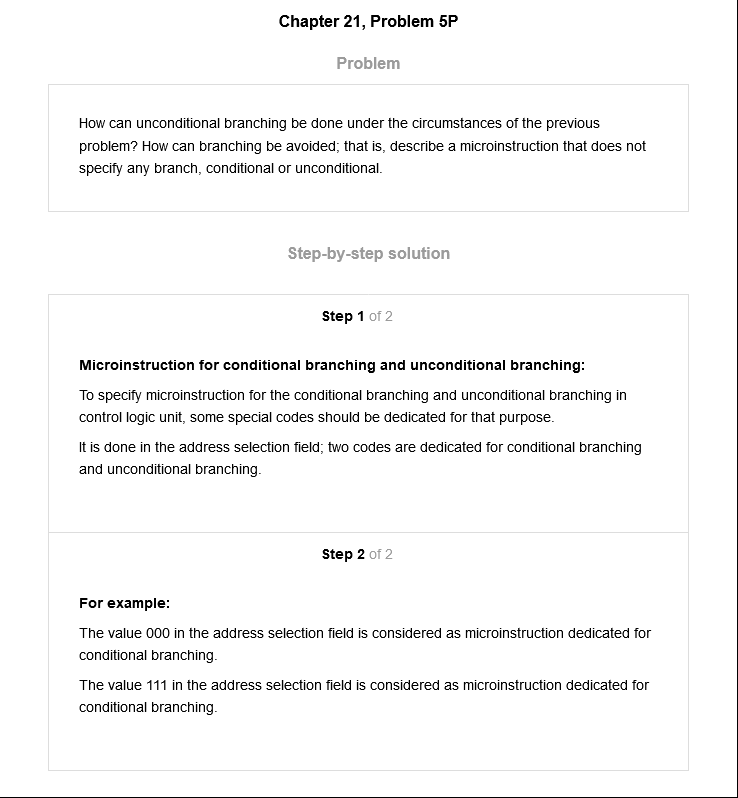 Chapter 21, Problem 5P
Problem
How can unconditional branching be done under the circumstances of the previous
problem? How can branching be avoided; that is, describe a microinstruction that does not
specify any branch, conditional or unconditional.
Step-by-step solution
Step 1 of 2
Microinstruction for conditional branching and unconditional branching:
To specify microinstruction for the conditional branching and unconditional branching in
control logic unit, some special codes should be dedicated for that purpose.
It is done in the address selection field; two codes are dedicated for conditional branching
and unconditional branching.
Step 2 of 2
For example:
The value 000 in the address selection field is considered as microinstruction dedicated for
conditional branching.
The value 111 in the address selection field is considered as microinstruction dedicated for
conditional branching.